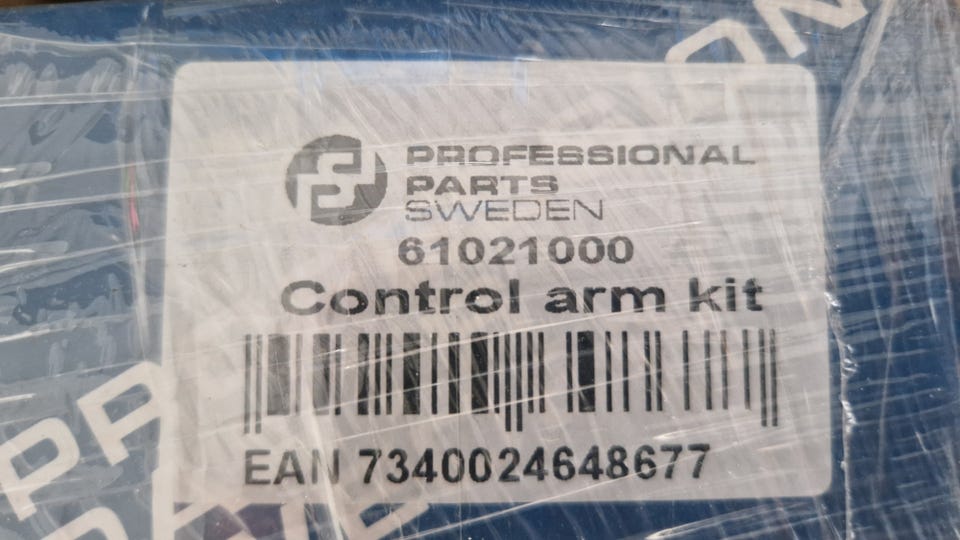 PROFESSIONAL
PARTS
SWEDEN
61021000
Control arm kit
EAN 7340024648677